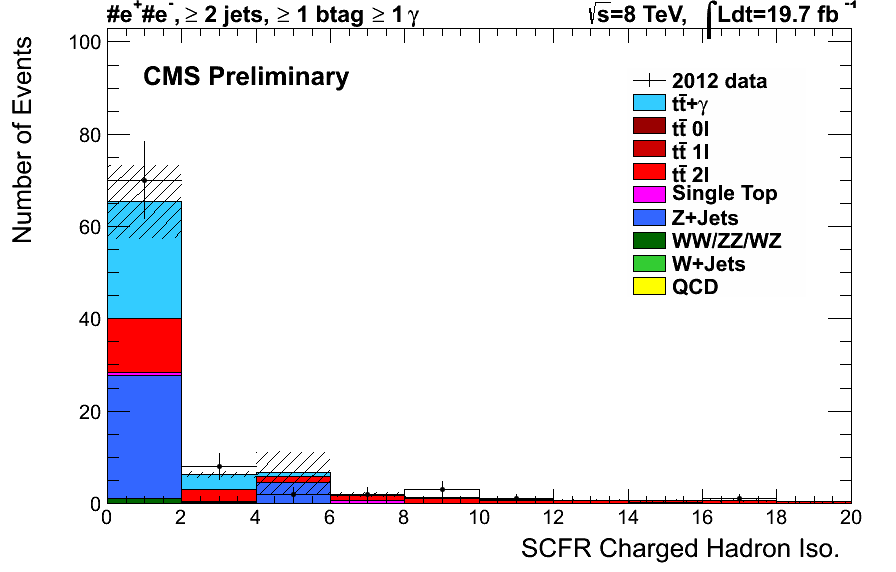 #e+#e-, ≥ 2 jets, ≥ 1 btag ≥ 1 γ
√s=8 TeV, ∫Ldt=19.7 fb-1
CMS Preliminary
2012 data
tt̄+γ
tt̄ 0l
tt̄ 1l
tt̄ 2l
Single Top
Z+Jets
WW/ZZ/WZ
W+Jets
QCD
Number of Events
100
80
60
40
20
0
0 2 4 6 8 10 12 14 16 18 20
SCFR Charged Hadron Iso.